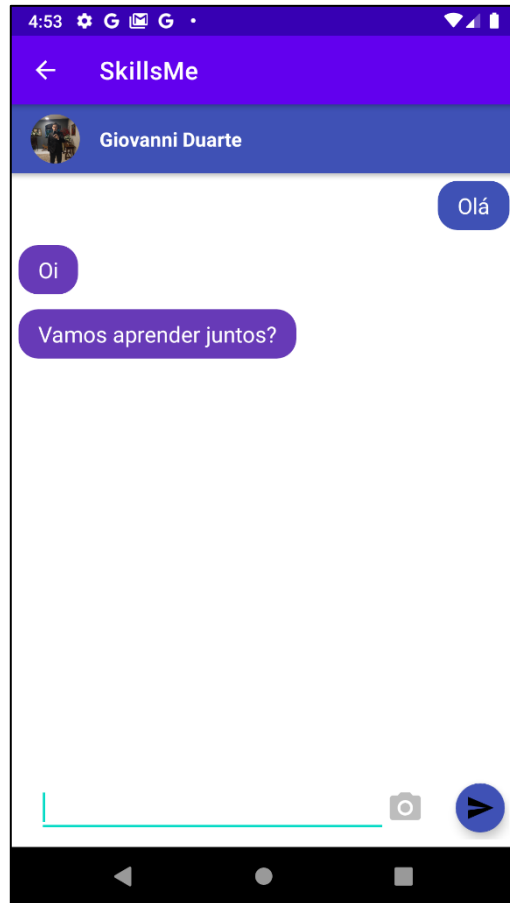 4:53 G G
SkillsMe
Giovanni Duarte
Olá
Oi
Vamos aprender juntos?